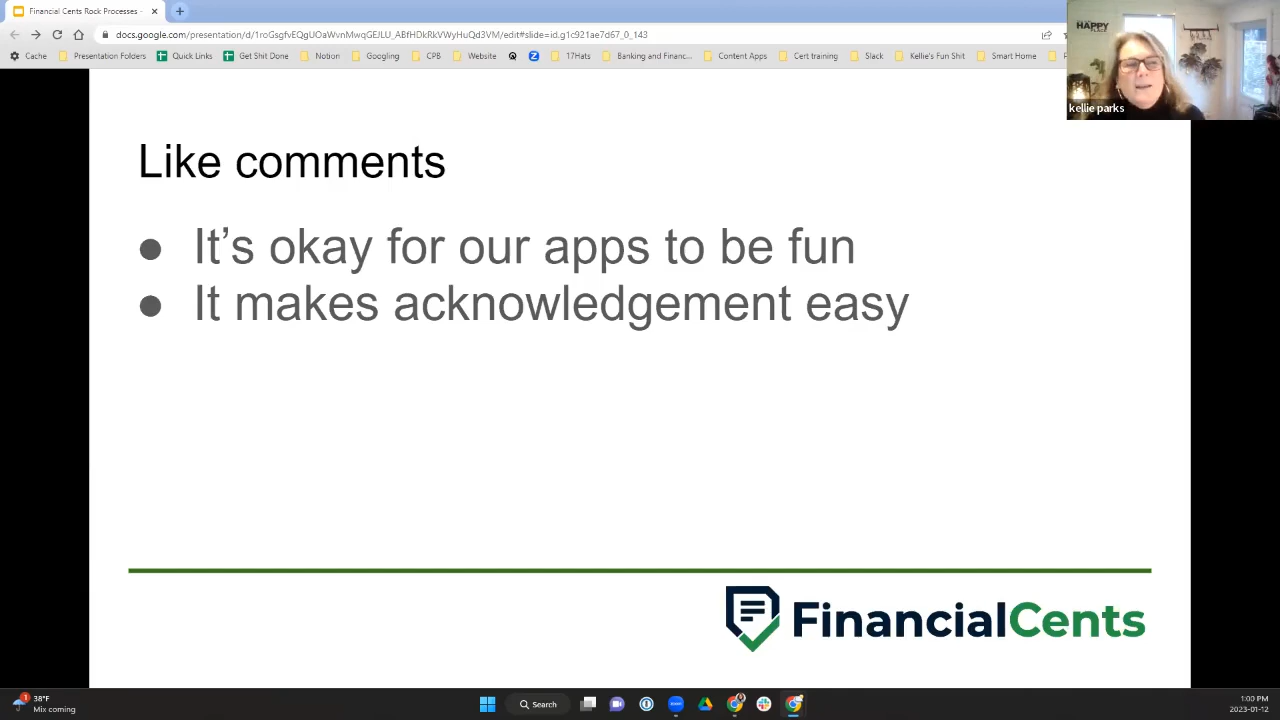 Financial Cents Rock Processes -
docs.google.com/presentation/d/1roGsgfvEQgUOaWvnMwqGEJLU_ABfHDkRkVWyHuQd3VM/edit#slide=id.g1c921ae7d67_0_143
Cache
Presentation Folders
Quick Links
Get Shit Done
Notion
Googling
CPB
Website
17Hats
Banking and Financ...
Content Apps
Cert training
Slack
Kellie's Fun Shit
Smart Home
HAPPY
kellie parks
Like comments
● It's okay for our apps to be fun
● It makes acknowledgement easy
FinancialCents
1
38°F
Mix coming
Search
1:00 PM
2023-01-12